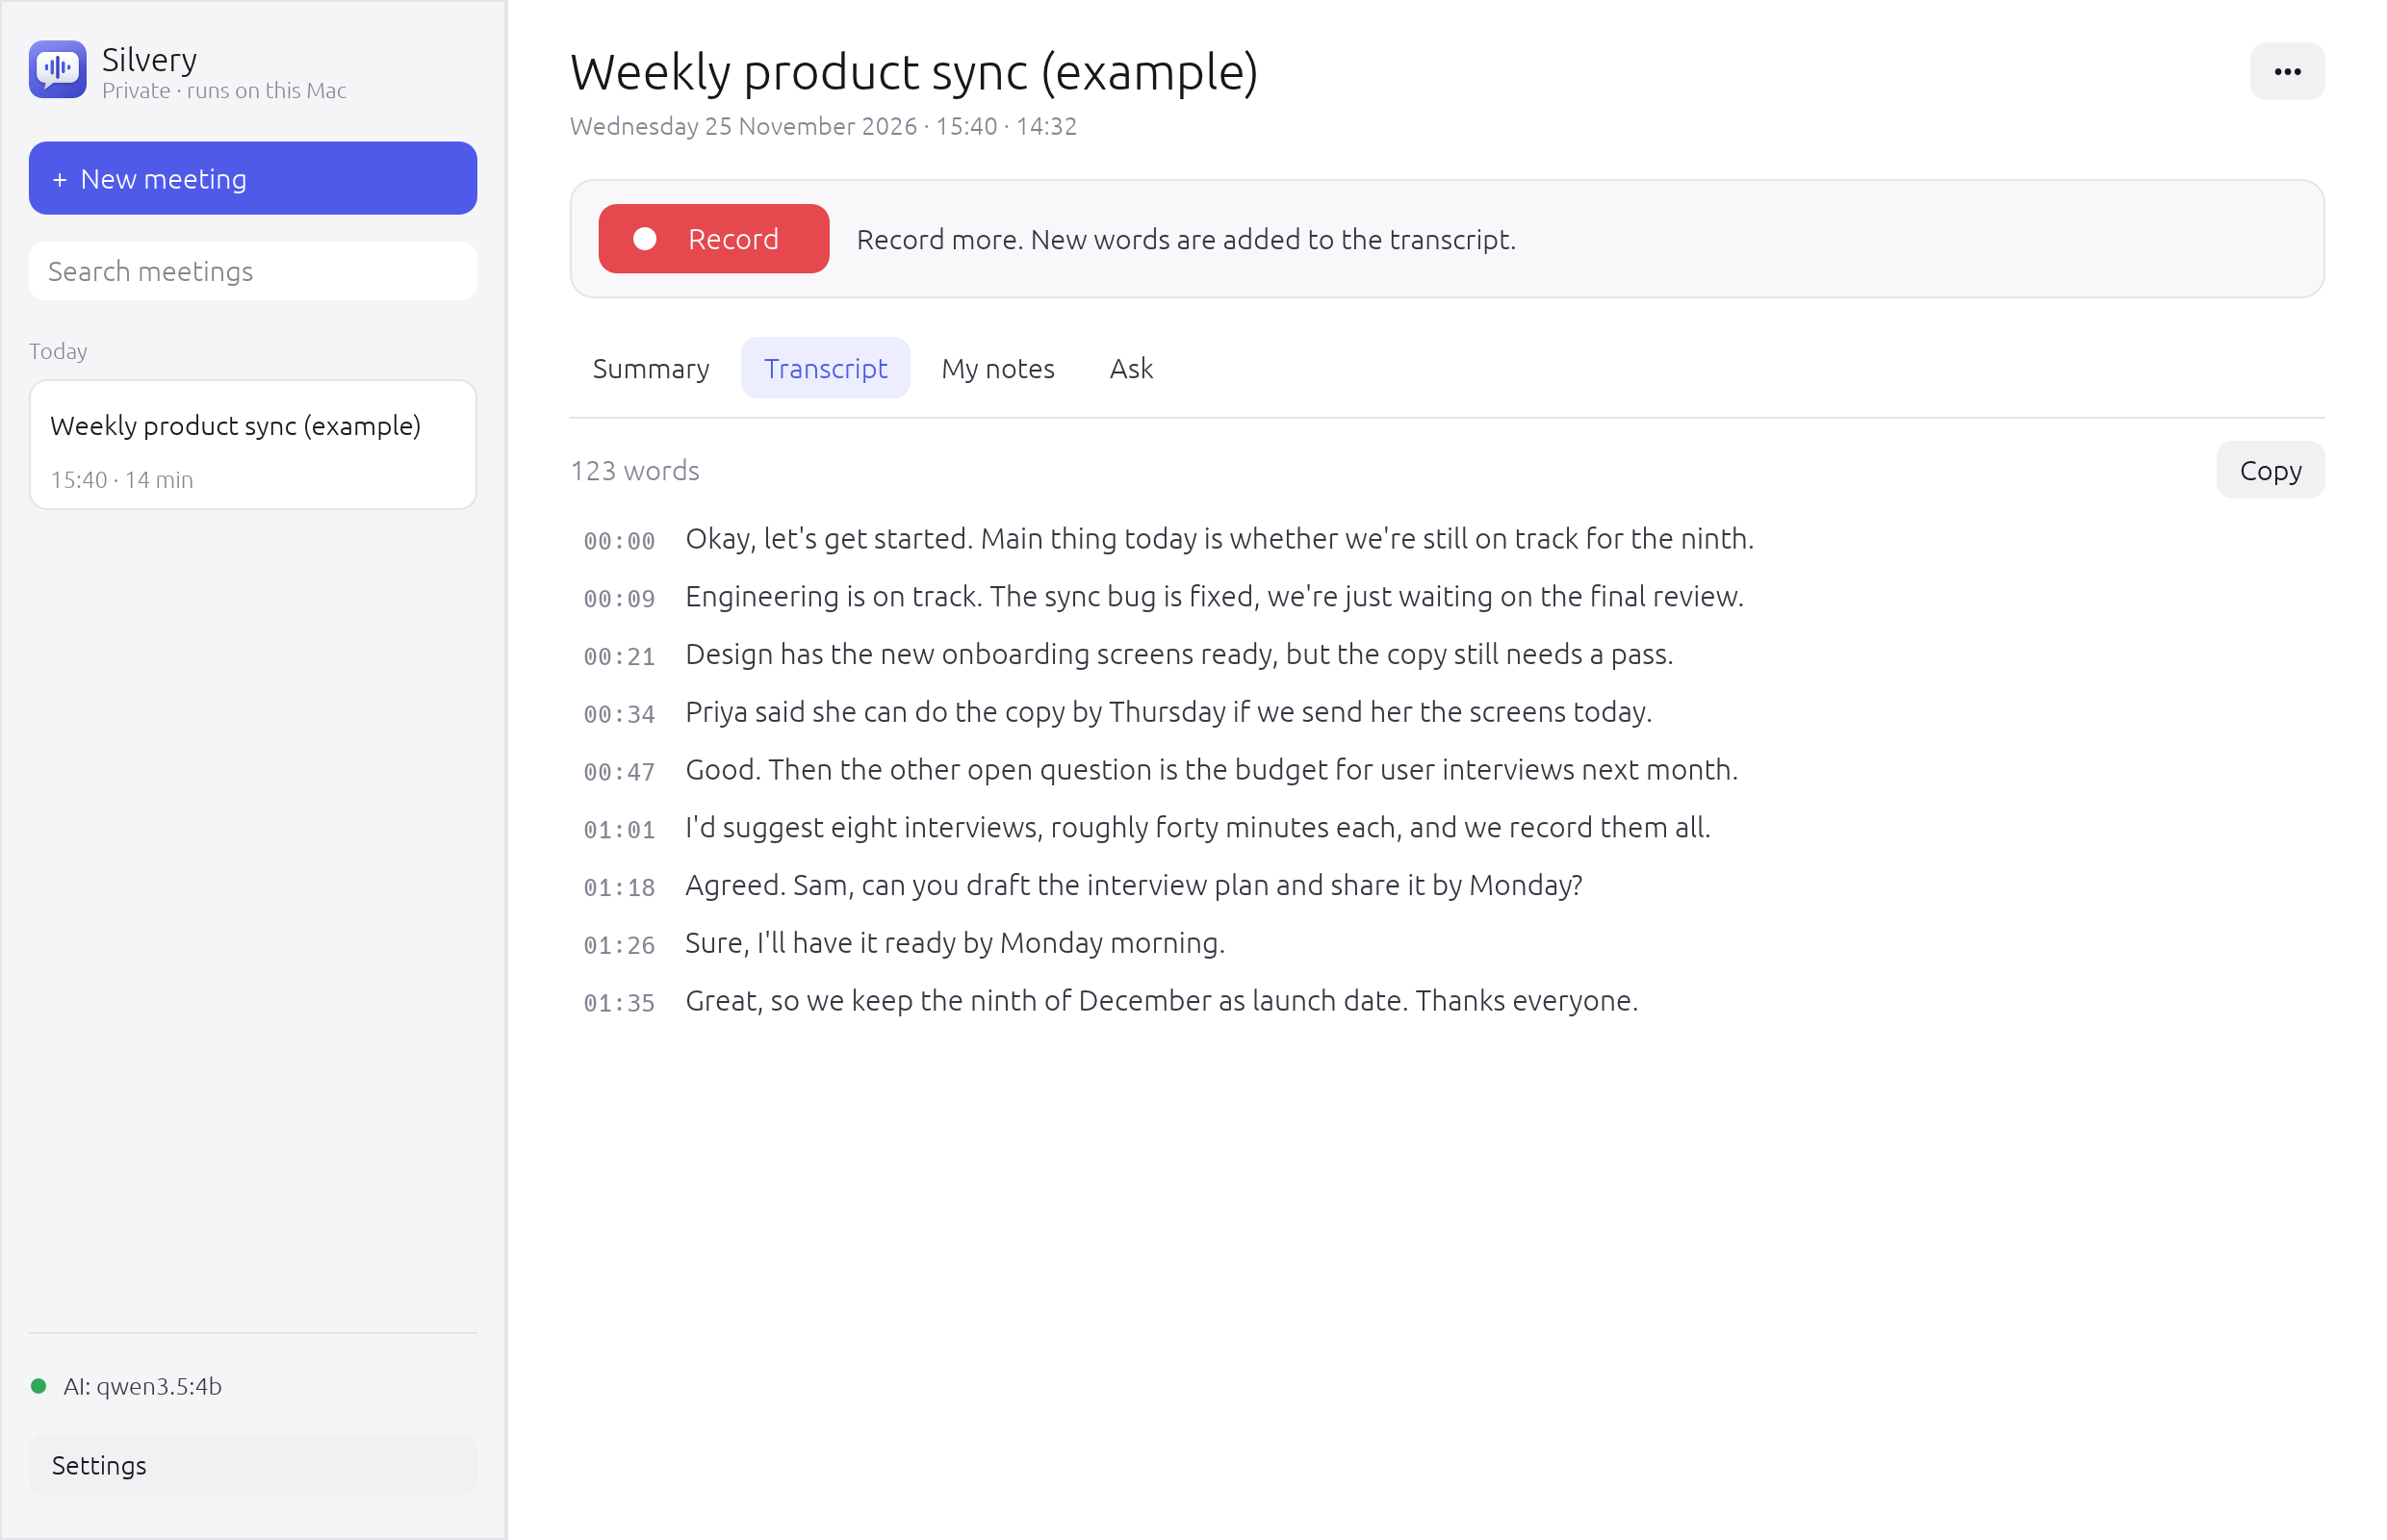 Silvery
Private · runs on this Mac
+ New meeting
Search meetings
Today
Weekly product sync (example)
15:40 · 14 min
AI: qwen3.5:4b
Settings
Weekly product sync (example)
•••
Wednesday 25 November 2026 · 15:40 · 14:32
Record
Record more. New words are added to the transcript.
Summary Transcript My notes Ask
123 words
Copy
00:00 Okay, let's get started. Main thing today is whether we're still on track for the ninth.
00:09 Engineering is on track. The sync bug is fixed, we're just waiting on the final review.
00:21 Design has the new onboarding screens ready, but the copy still needs a pass.
00:34 Priya said she can do the copy by Thursday if we send her the screens today.
00:47 Good. Then the other open question is the budget for user interviews next month.
01:01 I'd suggest eight interviews, roughly forty minutes each, and we record them all.
01:18 Agreed. Sam, can you draft the interview plan and share it by Monday?
01:26 Sure, I'll have it ready by Monday morning.
01:35 Great, so we keep the ninth of December as launch date. Thanks everyone.